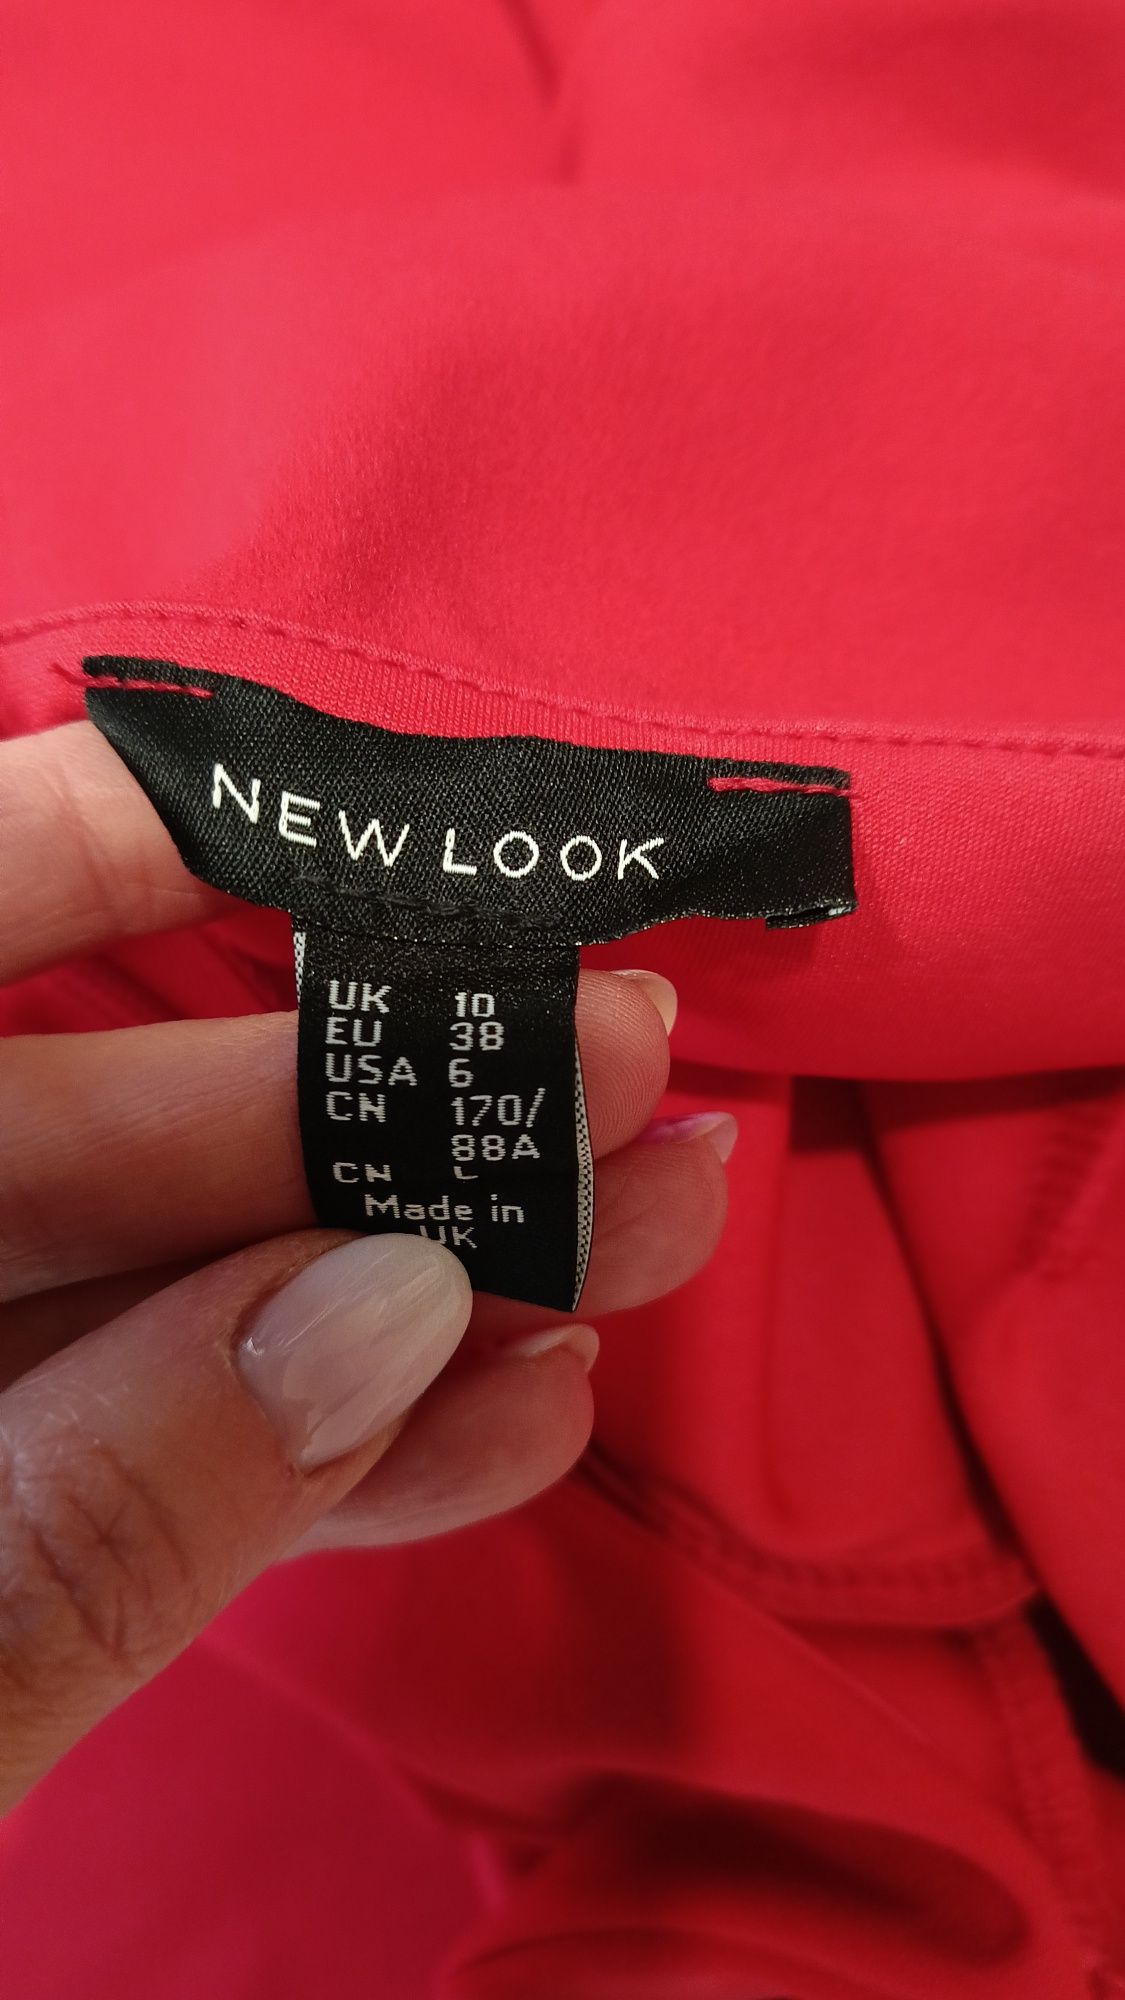 NEW LOOK
UK 10
EU 38
USA 6
CN 170/
88A
CN L
Made in
UK